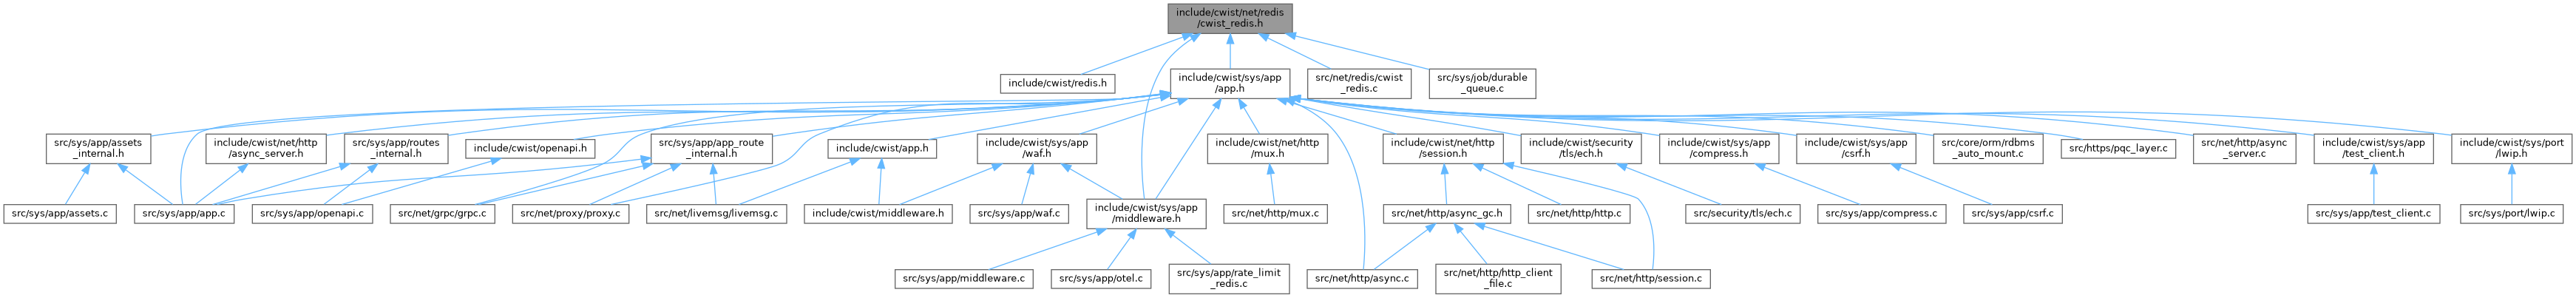 include/cwist/net/redis
/cwist_redis.h
include/cwist/redis.h
include/cwist/sys/app
/app.h
src/net/redis/cwist
_redis.c
src/sys/job/durable
_queue.c
src/sys/app/assets
_internal.h
include/cwist/net/http
/async_server.h
src/sys/app/routes
_internal.h
include/cwist/openapi.h
src/sys/app/app_route
_internal.h
include/cwist/app.h
include/cwist/sys/app
/waf.h
include/cwist/net/http
/mux.h
include/cwist/net/http
/session.h
include/cwist/security
/tls/ech.h
include/cwist/sys/app
/compress.h
include/cwist/sys/app
/csrf.h
src/core/orm/rdbms
_auto_mount.c
src/https/pqc_layer.c
src/net/http/async
_server.c
include/cwist/sys/app
/test_client.h
include/cwist/sys/port
/lwip.h
src/sys/app/assets.c
src/sys/app/app.c
src/sys/app/openapi.c
src/net/grpc/grpc.c
src/net/proxy/proxy.c
src/net/livemsg/livemsg.c
include/cwist/middleware.h
src/sys/app/waf.c
include/cwist/sys/app
/middleware.h
src/net/http/mux.c
src/net/http/async_gc.h
src/net/http/http.c
src/security/tls/ech.c
src/sys/app/compress.c
src/sys/app/csrf.c
src/sys/app/test_client.c
src/sys/port/lwip.c
src/sys/app/middleware.c
src/sys/app/otel.c
src/sys/app/rate_limit
_redis.c
src/net/http/async.c
src/net/http/http_client
_file.c
src/net/http/session.c